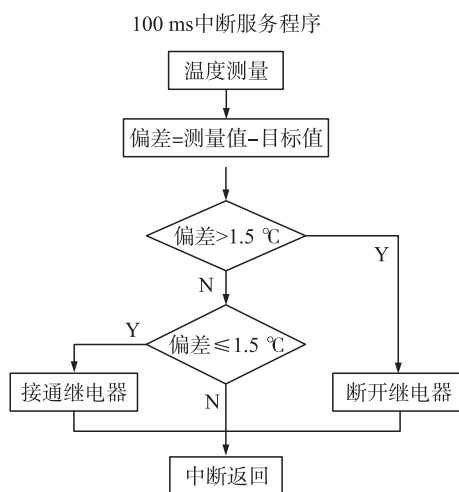 100 ms中断服务程序
温度测量
偏差=测量值-目标值
偏差>1.5 ℃
Y
N
Y
偏差≤1.5 ℃
接通继电器
N
断开继电器
中断返回